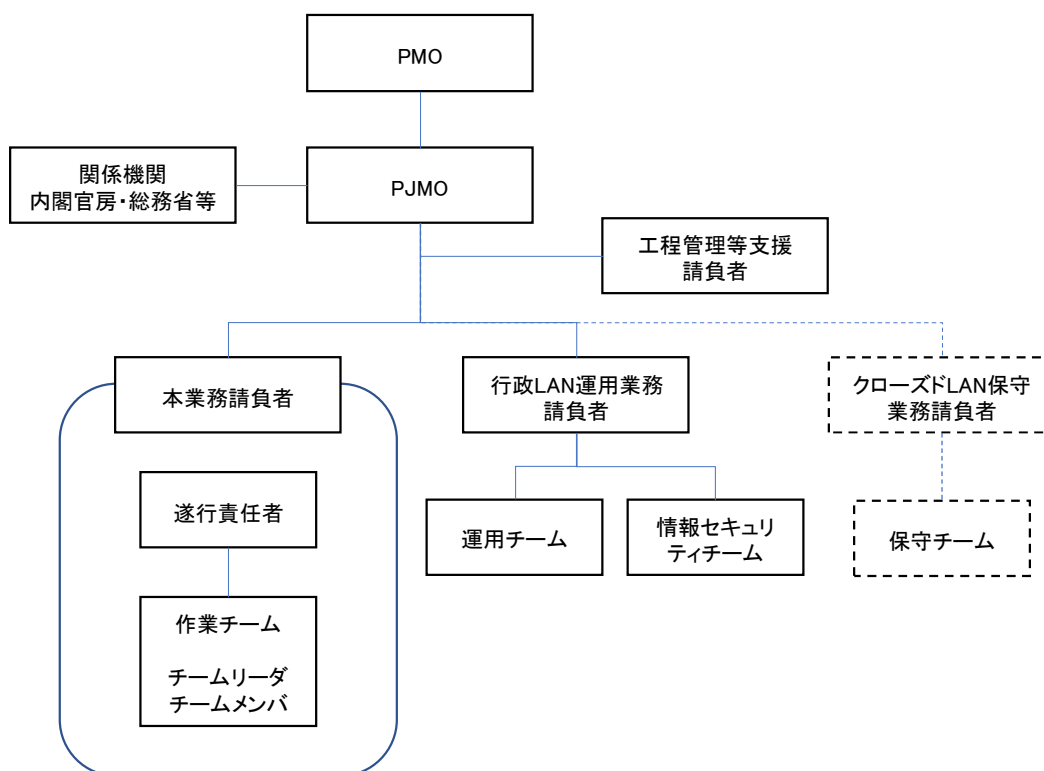 PMO
関係機関
内閣官房・総務省等
PJMO
工程管理等支援
請負者
本業務請負者
行政LAN運用業務
請負者
クローズドLAN保守
業務請負者
遂行責任者
運用チーム
情報セキュリ
ティチーム
保守チーム
作業チーム
チームリーダ
チームメンバ